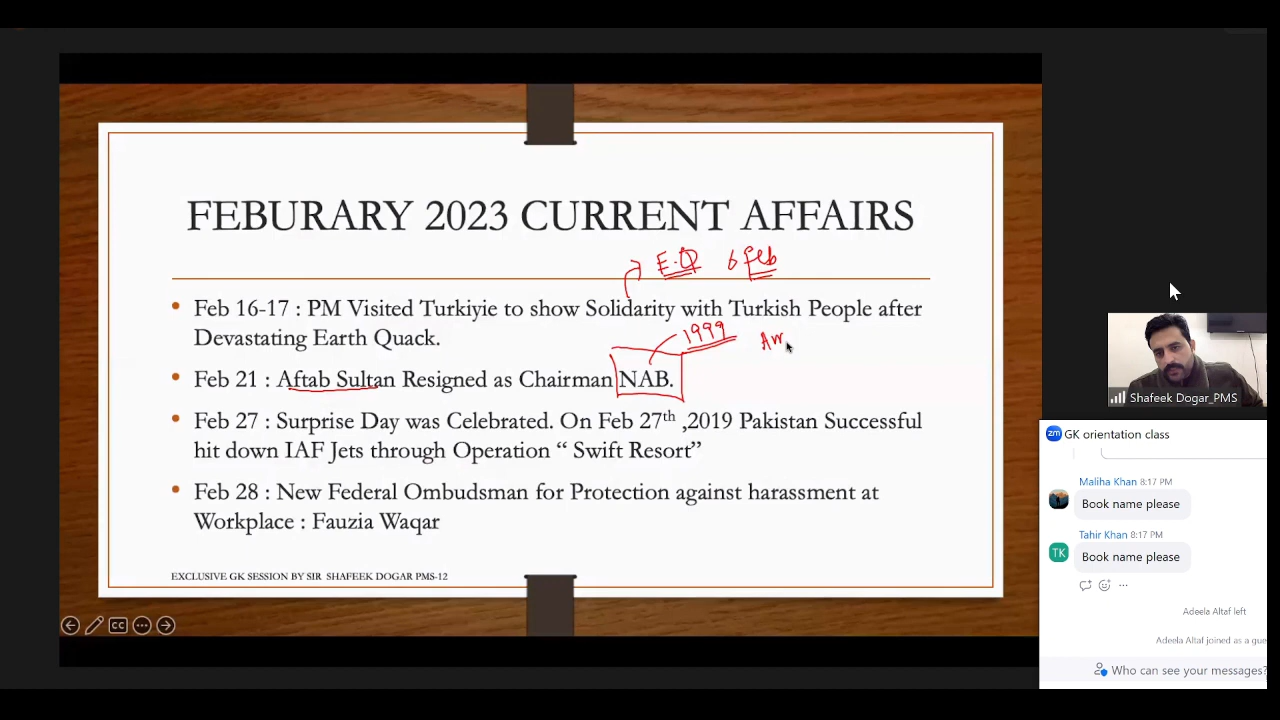 FEBURARY 2023 CURRENT AFFAIRS
E.Q 6 Feb
Feb 16-17 : PM Visited Turkiyie to show Solidarity with Turkish People after
Devastating Earth Quack.
1999
Feb 21 : Aftab Sultan Resigned as Chairman NAB.
Feb 27 : Surprise Day was Celebrated. On Feb 27th ,2019 Pakistan Successful
hit down IAF Jets through Operation “ Swift Resort”
Feb 28 : New Federal Ombudsman for Protection against harassment at
Workplace : Fauzia Waqar
EXCLUSIVE GK SESSION BY SIR SHAFEEK DOGAR PMS-12
CC
Shafeek Dogar_PMS
zm GK orientation class
Maliha Khan 8:17 PM
Book name please
Tahir Khan 8:17 PM
TK Book name please
Adeela Altaf left
Adeela Altaf joined as a gue
Who can see your messages?